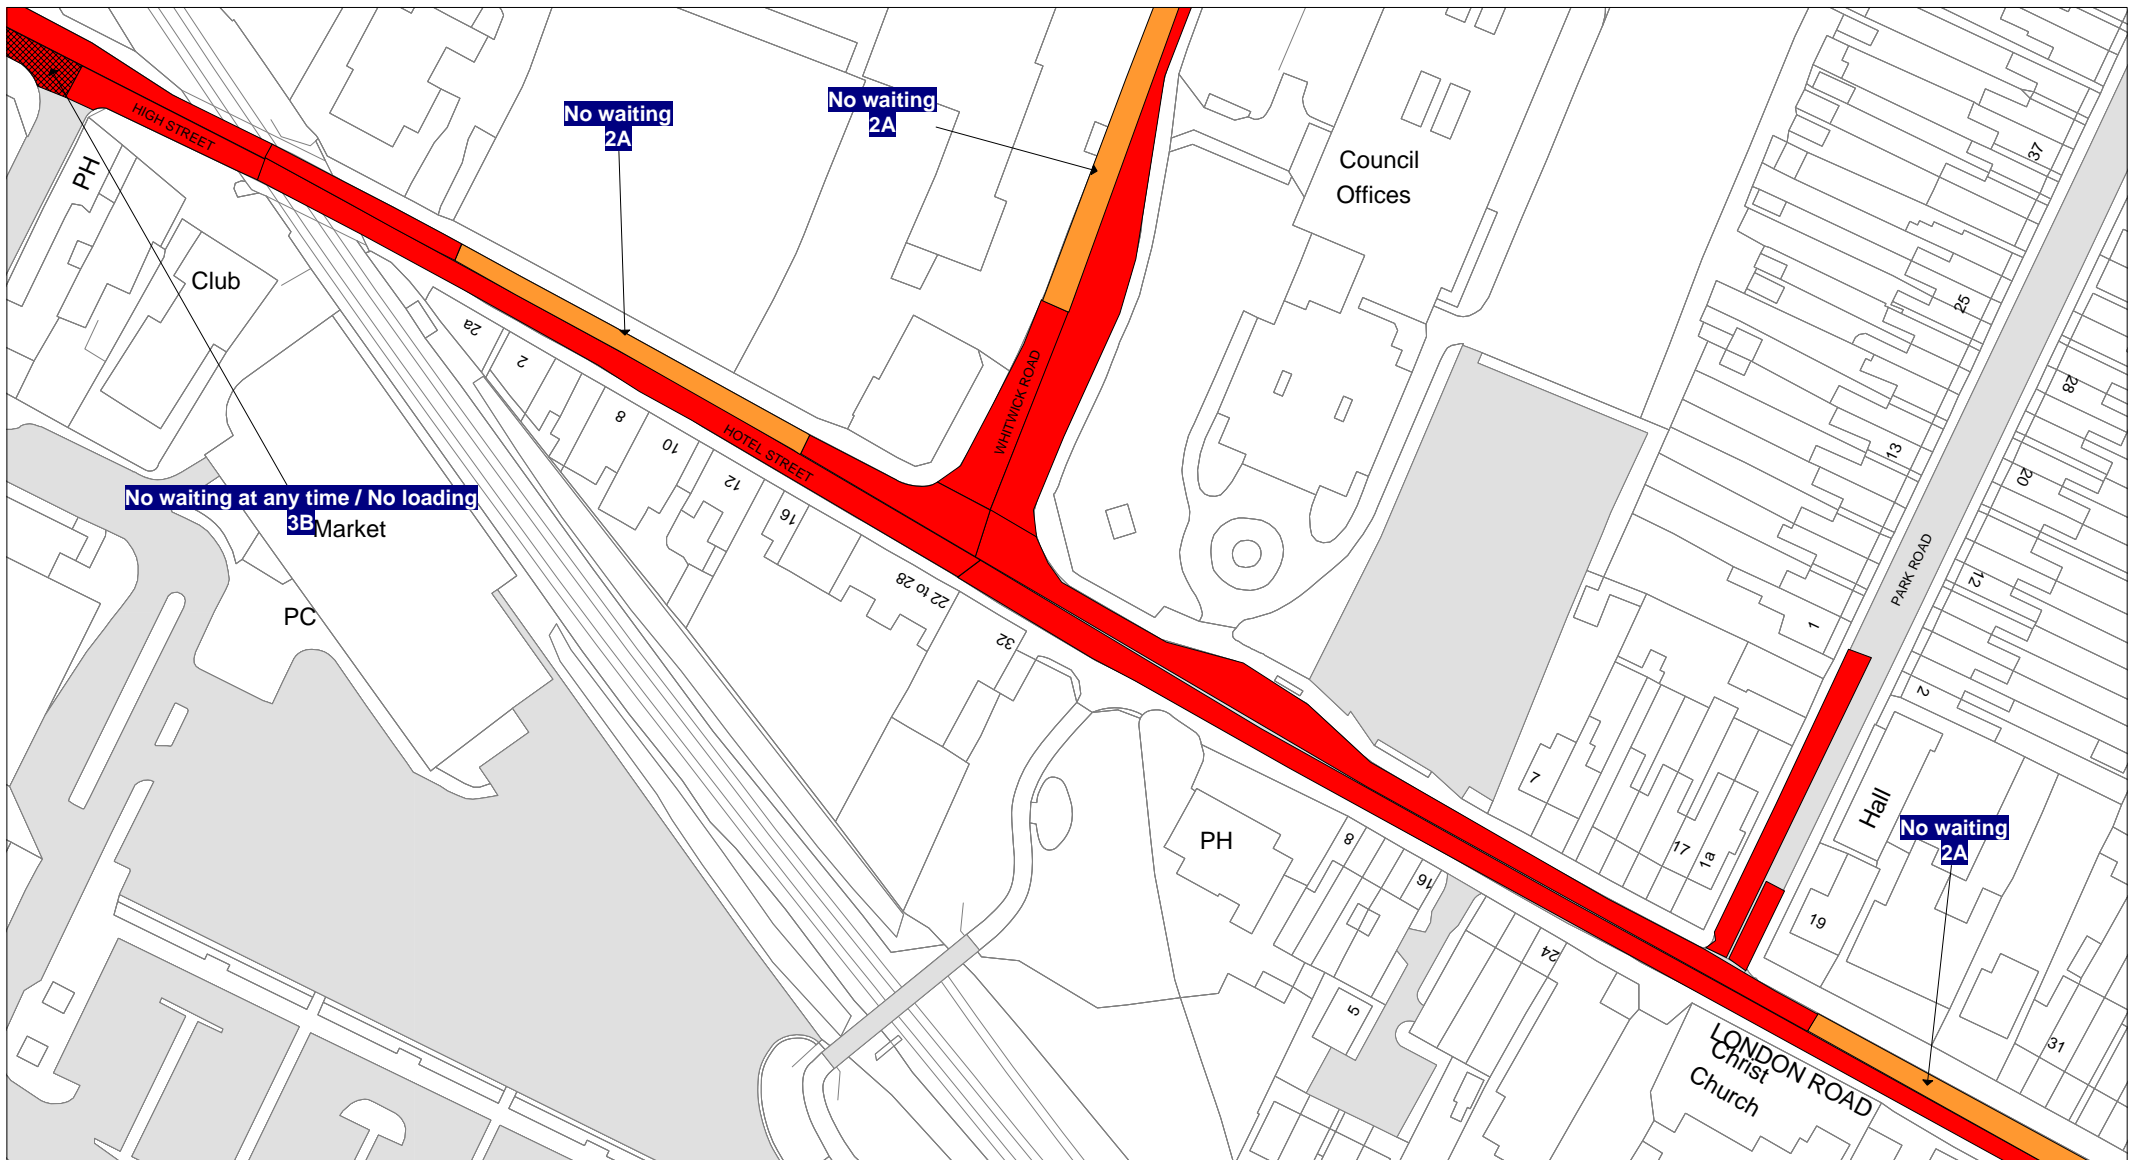 No waiting
2A
No waiting
2A
HIGH STREET
PH
Club
Council
Offices
37
25
28
13
20
12
1
2
2a
2
8
10
12
16
22 to 28
32
HOTEL STREET
WHITWICK ROAD
PARK ROAD
No waiting at any time / No loading
3B
Market
PC
PH
8
16
24
5
7
17
1a
Hall
19
31
No waiting
2A
LONDON ROAD
Christ
Church